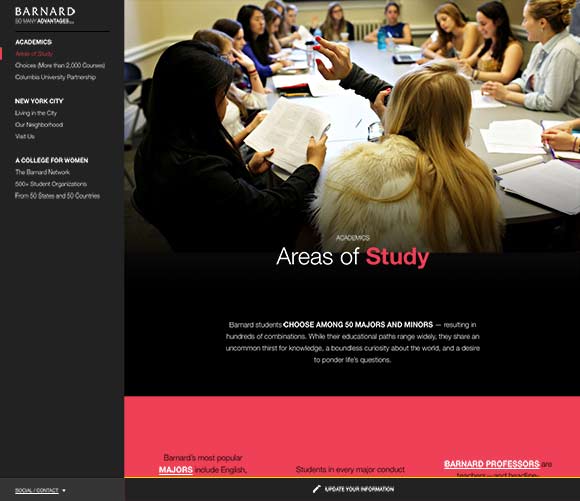 BARNARD
50 MANY ADVANTAGES
ACADEMICS
Areas of Study
Choices (More than 2,000 Courses)
Columbia University Partnership
NEW YORK CITY
Living in the City
Our Neighborhood
Visit Us
A COLLEGE FOR WOMEN
The Barnard Network
500+ Student Organizations
From 50 States and 50 Countries
SOCIAL / CONTACT
ACADEMICS
Areas of Study
Barnard students CHOOSE AMONG 50 MAJORS AND MINORS — resulting in
hundreds of combinations. While their educational paths range widely, they share an
uncommon thirst for knowledge, a boundless curiosity about the world, and a desire
to ponder life's questions.
Barnard's most popular
MAJORS include English,
Students in every major conduct
BARNARD PROFESSORS are
teachers—and headline-
UPDATE YOUR INFORMATION